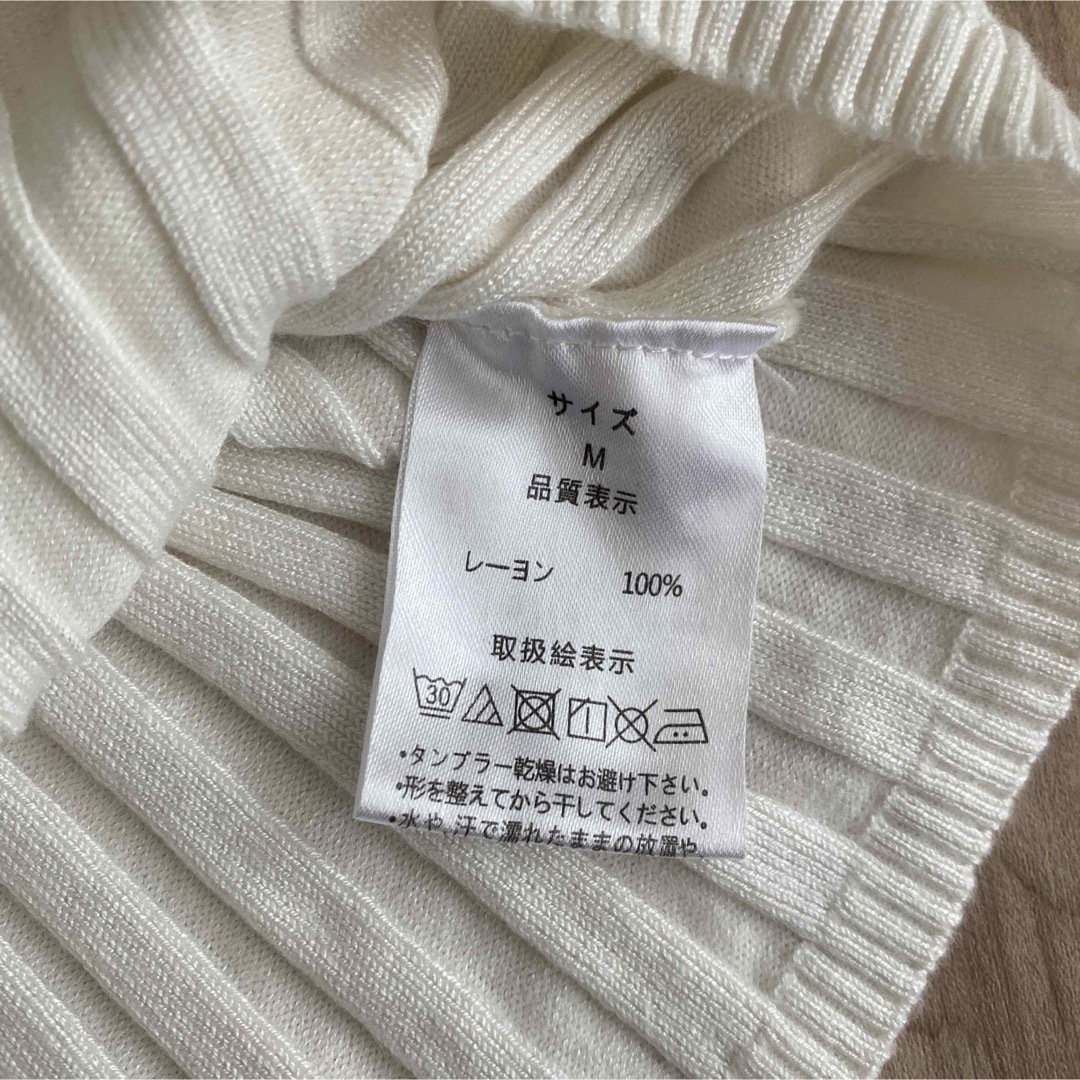 サイズ
M
品質表示
レーヨン 100%
取扱絵表示
30
・タンブラー乾燥はお避け下さい。
・形を整えてから干してください。
・水や、汗で濡れたままの放置や、